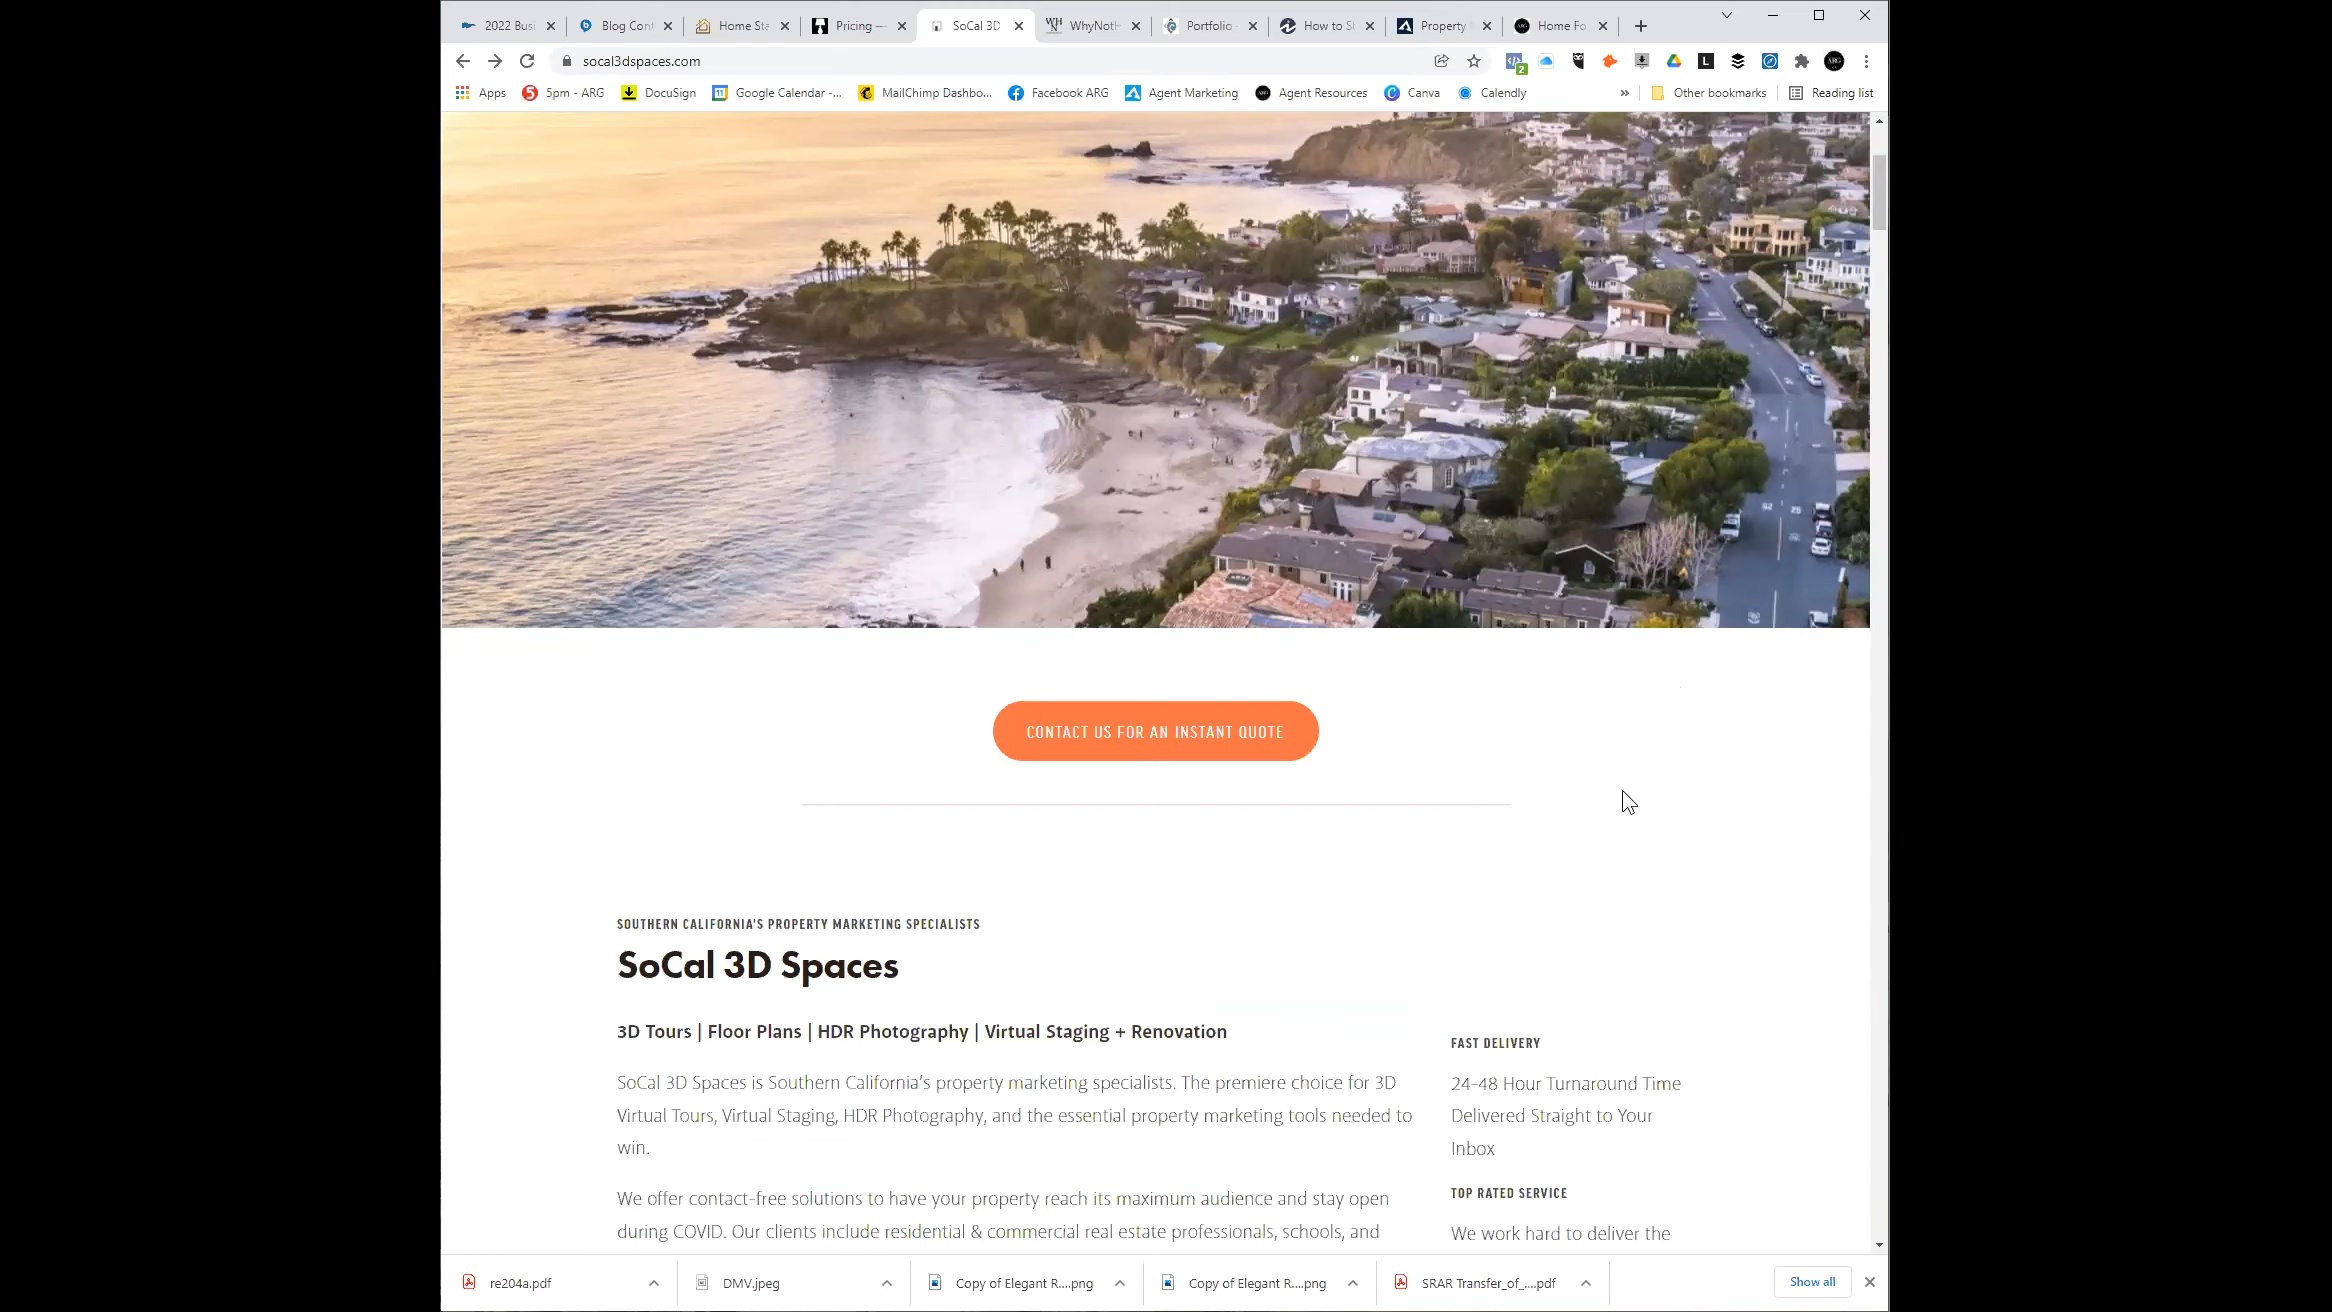 2022 Busi
Blog Cont
Home Sta
Pricing —
SoCal 3D
WhyNotH
Portfolio
How to St
Property
Home Fo
socal3dspaces.com
2
Apps
5pm - ARG
DocuSign
Google Calendar -...
MailChimp Dashbo...
Facebook ARG
Agent Marketing
Agent Resources
Canva
Calendly
»
Other bookmarks
Reading list
CONTACT US FOR AN INSTANT QUOTE
SOUTHERN CALIFORNIA'S PROPERTY MARKETING SPECIALISTS
SoCal 3D Spaces
3D Tours | Floor Plans | HDR Photography | Virtual Staging + Renovation
SoCal 3D Spaces is Southern California's property marketing specialists. The premiere choice for 3D
Virtual Tours, Virtual Staging, HDR Photography, and the essential property marketing tools needed to
win.
We offer contact-free solutions to have your property reach its maximum audience and stay open
during COVID. Our clients include residential & commercial real estate professionals, schools, and
FAST DELIVERY
24-48 Hour Turnaround Time
Delivered Straight to Your
Inbox
TOP RATED SERVICE
We work hard to deliver the
re204a.pdf
DMV.jpeg
Copy of Elegant R....png
Copy of Elegant R....png
SRAR Transfer_of_....pdf
Show all